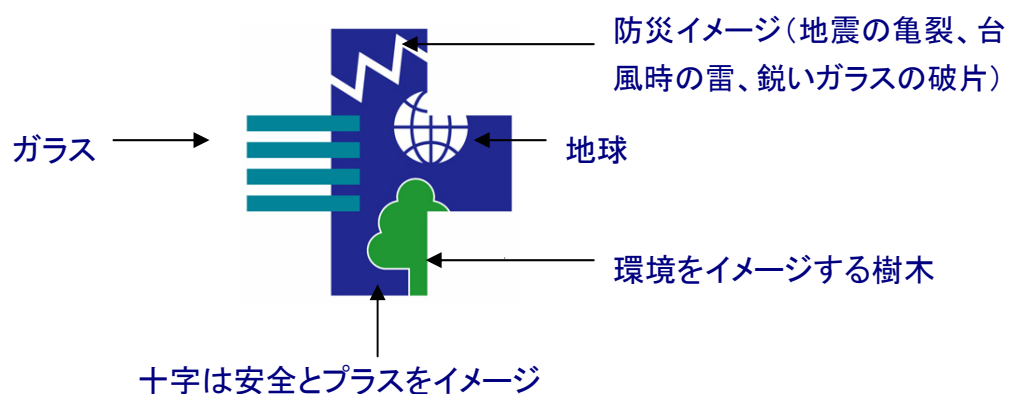 防災イメージ(地震の亀裂、台
風時の雷、鋭いガラスの破片)
ガラス
地球
環境をイメージする樹木
十字は安全とプラスをイメージ